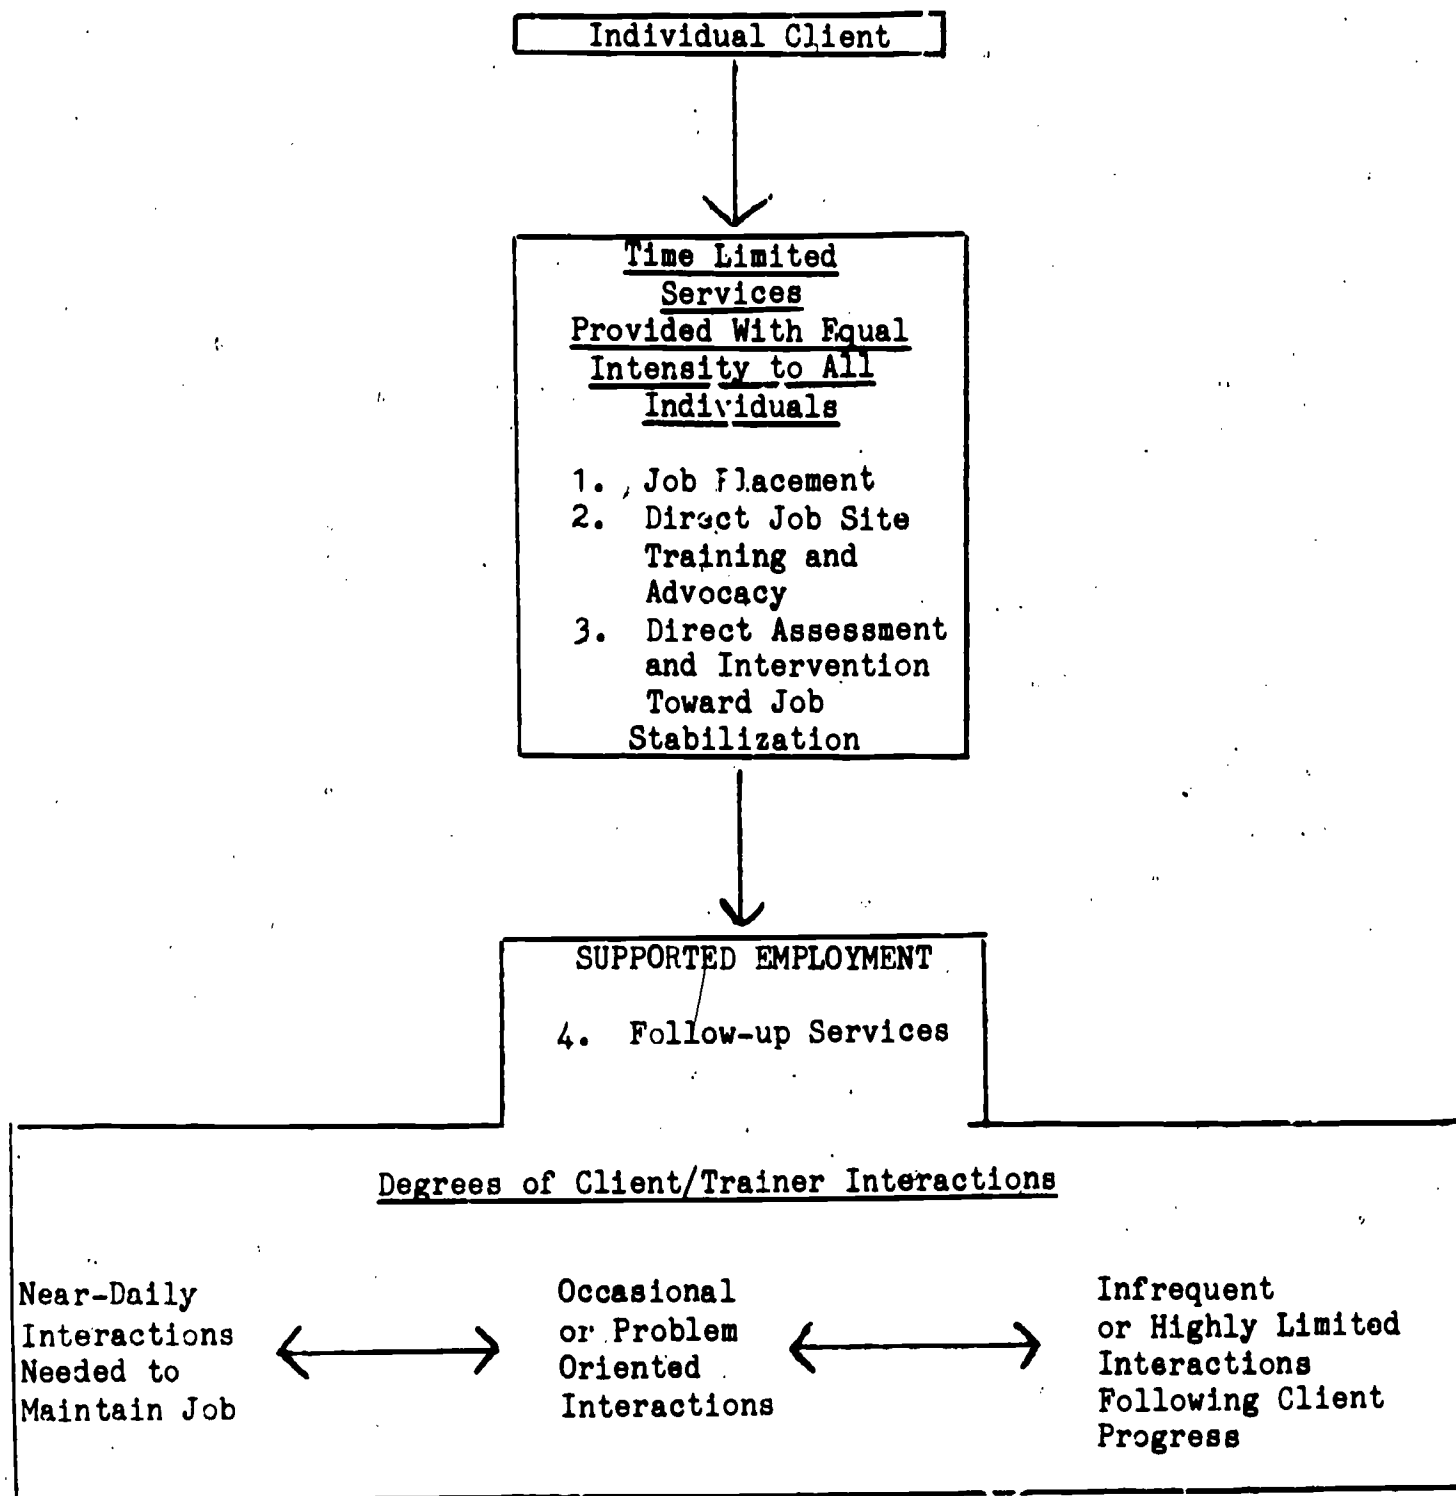 Individual Client
Time Limited
Services
Provided With Equal
Intensity to All
Individuals
1. Job Placement
2. Direct Job Site
Training and
Advocacy
3. Direct Assessment
and Intervention
Toward Job
Stabilization
SUPPORTED EMPLOYMENT
4. Follow-up Services
Degrees of Client/Trainer Interactions
Near-Daily
Interactions
Needed to
Maintain Job
Occasional
or Problem
Oriented
Interactions
Infrequent
or Highly Limited
Interactions
Following Client
Progress